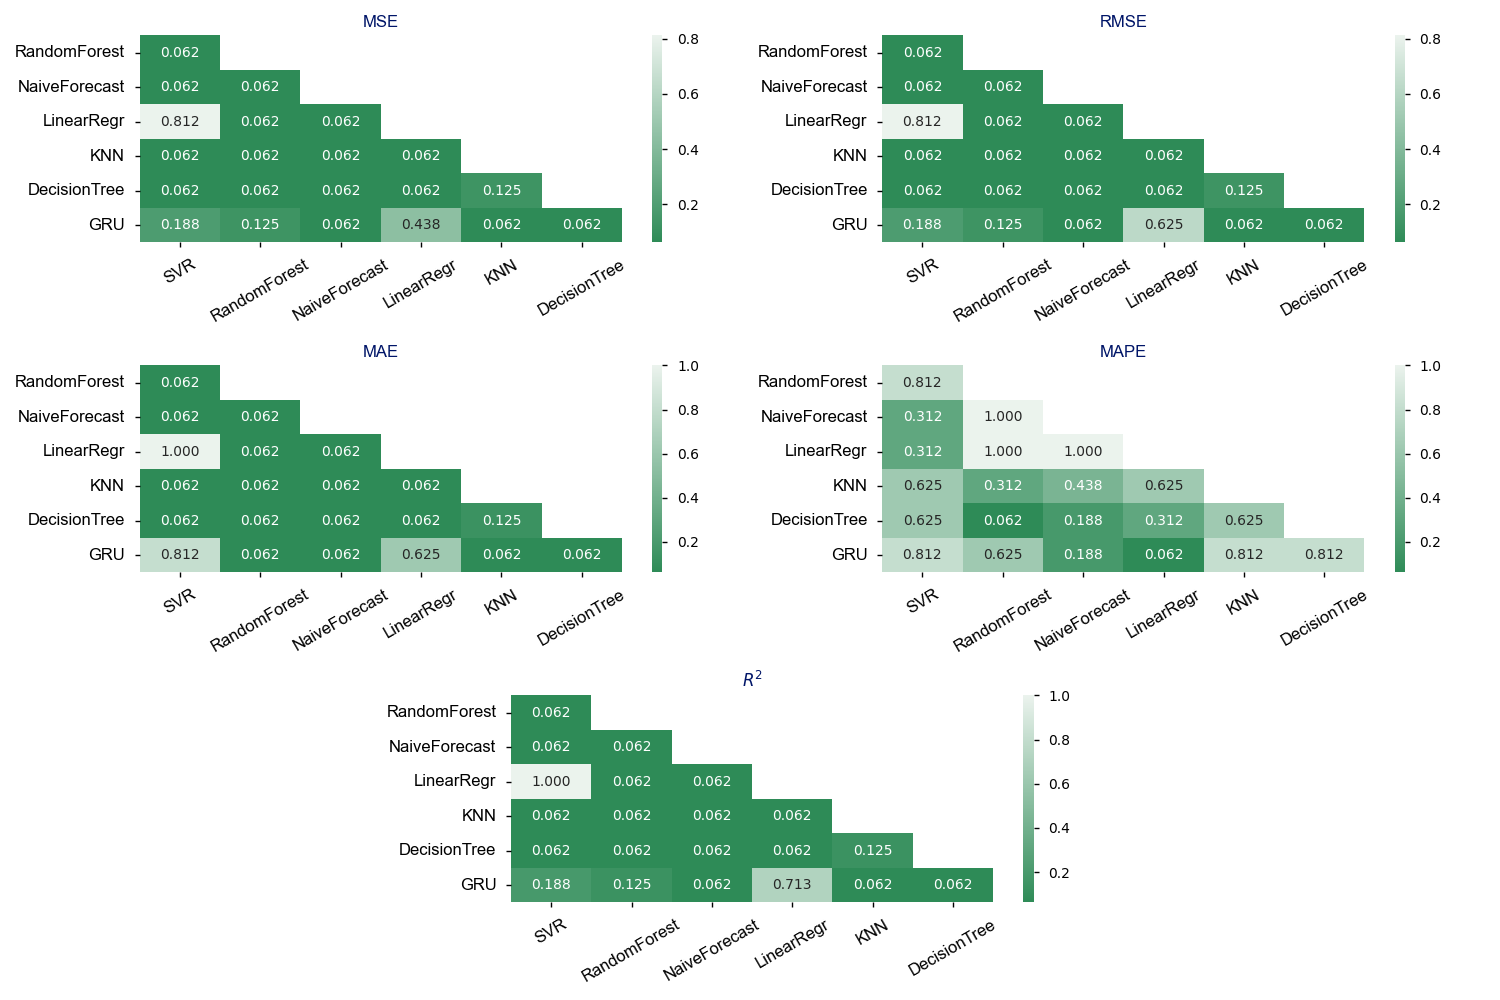 MSE
RandomForest 0.062 0.8
NaiveForecast 0.062 0.062
0.6
LinearRegr 0.812 0.062 0.062
KNN 0.062 0.062 0.062 0.062 0.4
DecisionTree 0.062 0.062 0.062 0.062 0.125
0.2
GRU 0.188 0.125 0.062 0.438 0.062 0.062
SVR RandomForest NaiveForecast LinearRegr KNN DecisionTree
RMSE
RandomForest 0.062 0.8
NaiveForecast 0.062 0.062
0.6
LinearRegr 0.812 0.062 0.062
KNN 0.062 0.062 0.062 0.062 0.4
DecisionTree 0.062 0.062 0.062 0.062 0.125
0.2
GRU 0.188 0.125 0.062 0.625 0.062 0.062
SVR RandomForest NaiveForecast LinearRegr KNN DecisionTree
MAE
1.0
RandomForest 0.062
NaiveForecast 0.062 0.062 0.8
LinearRegr 1.000 0.062 0.062 0.6
KNN 0.062 0.062 0.062 0.062 0.4
DecisionTree 0.062 0.062 0.062 0.062 0.125
0.2
GRU 0.812 0.062 0.062 0.625 0.062 0.062
SVR RandomForest NaiveForecast LinearRegr KNN DecisionTree
MAPE
1.0
RandomForest 0.812
NaiveForecast 0.312 1.000 0.8
LinearRegr 0.312 1.000 1.000 0.6
KNN 0.625 0.312 0.438 0.625 0.4
DecisionTree 0.625 0.062 0.188 0.312 0.625
0.2
GRU 0.812 0.625 0.188 0.062 0.812 0.812
SVR RandomForest NaiveForecast LinearRegr KNN DecisionTree
R²
1.0
RandomForest 0.062
NaiveForecast 0.062 0.062 0.8
LinearRegr 1.000 0.062 0.062 0.6
KNN 0.062 0.062 0.062 0.062 0.4
DecisionTree 0.062 0.062 0.062 0.062 0.125
0.2
GRU 0.188 0.125 0.062 0.713 0.062 0.062
SVR RandomForest NaiveForecast LinearRegr KNN DecisionTree